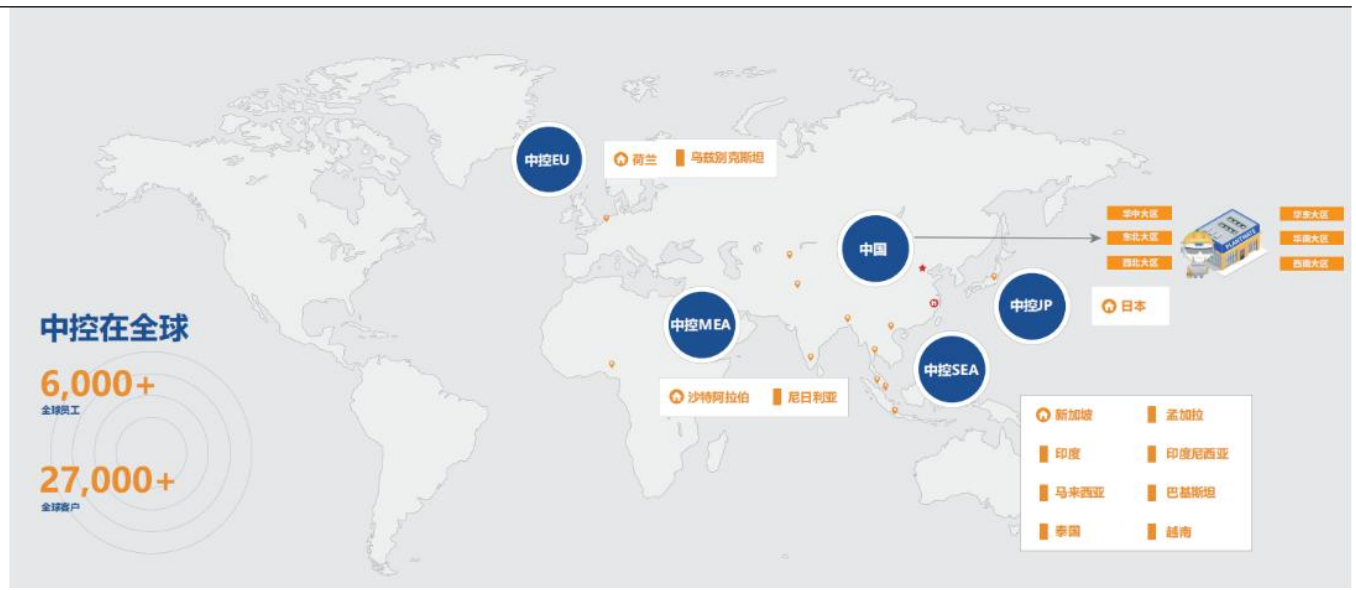 中控EU
荷兰
乌兹别克斯坦
中国
华中大区
东北大区
西北大区
PLANTMATE
华东大区
华南大区
西南大区
中控MEA
沙特阿拉伯
尼日利亚
中控JP
日本
中控SEA
新加坡
孟加拉
印度
印度尼西亚
马来西亚
巴基斯坦
泰国
越南
中控在全球
6,000+
全球员工
27,000+
全球客户